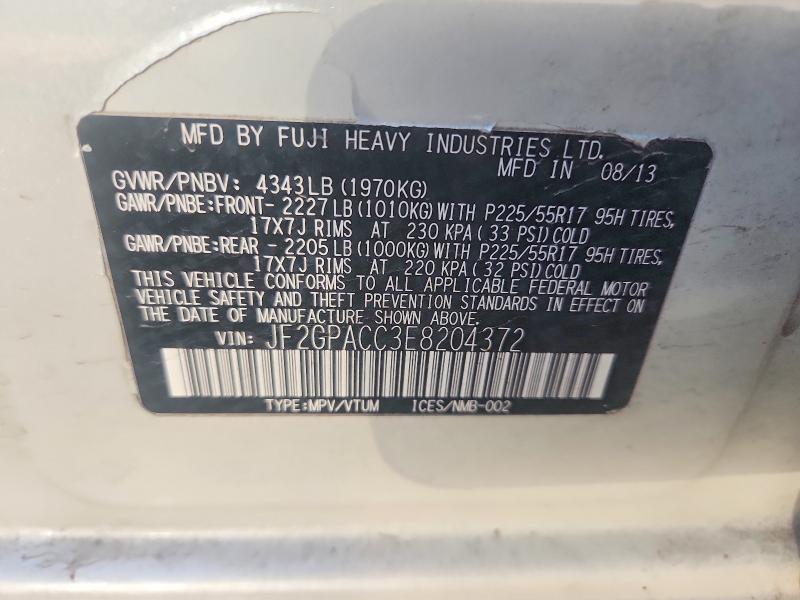 MFD BY FUJI HEAVY INDUSTRIES LTD.
MFD IN 08/13
GVWR/PNBV: 4343LB (1970KG)
GAWR/PNBE:FRONT- 2227LB (1010KG) WITH P225/55R17 95H TIRES,
17X7J RIMS AT 230 KPA (33 PSI) COLD
GAWR/PNBE:REAR - 2205LB (1000KG) WITH P225/55R17 95H TIRES,
17X7J RIMS AT 220 KPA (32 PSI) COLD
THIS VEHICLE CONFORMS TO ALL APPLICABLE FEDERAL MOTOR
VEHICLE SAFETY AND THEFT PREVENTION STANDARDS IN EFFECT ON
THE DATE OF MANUFACTURE SHOWN ABOVE.
VIN: JF2GPACC3E8204372
TYPE:MPV/VTUM ICES/NMB-002